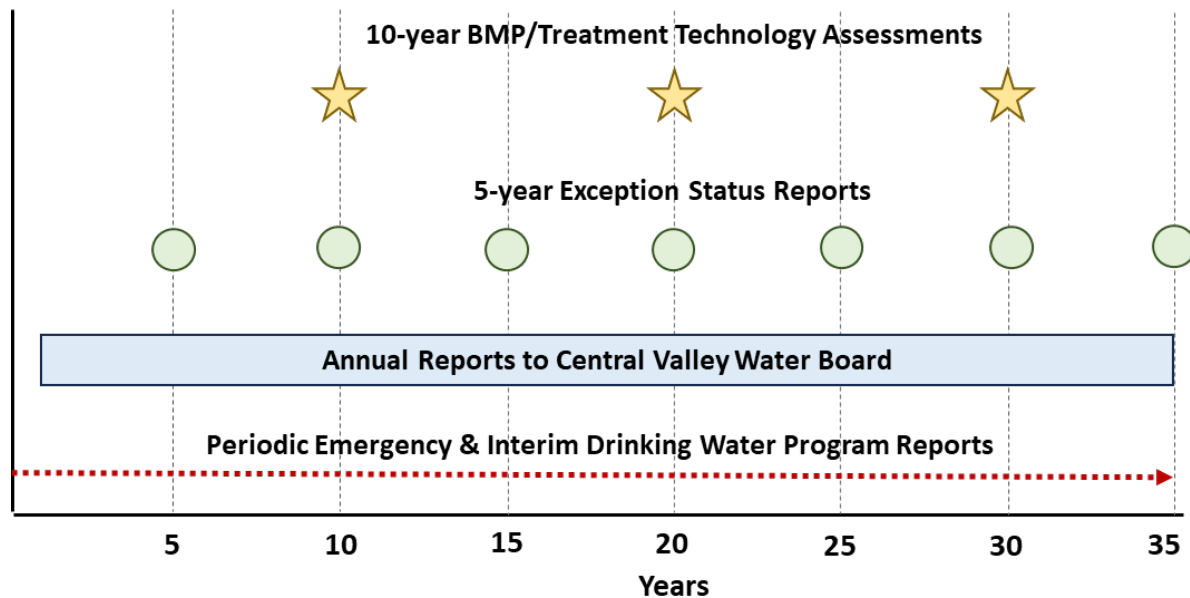 10-year BMP/Treatment Technology Assessments
5-year Exception Status Reports
Annual Reports to Central Valley Water Board
Periodic Emergency & Interim Drinking Water Program Reports
5 10 15 20 25 30 35
Years